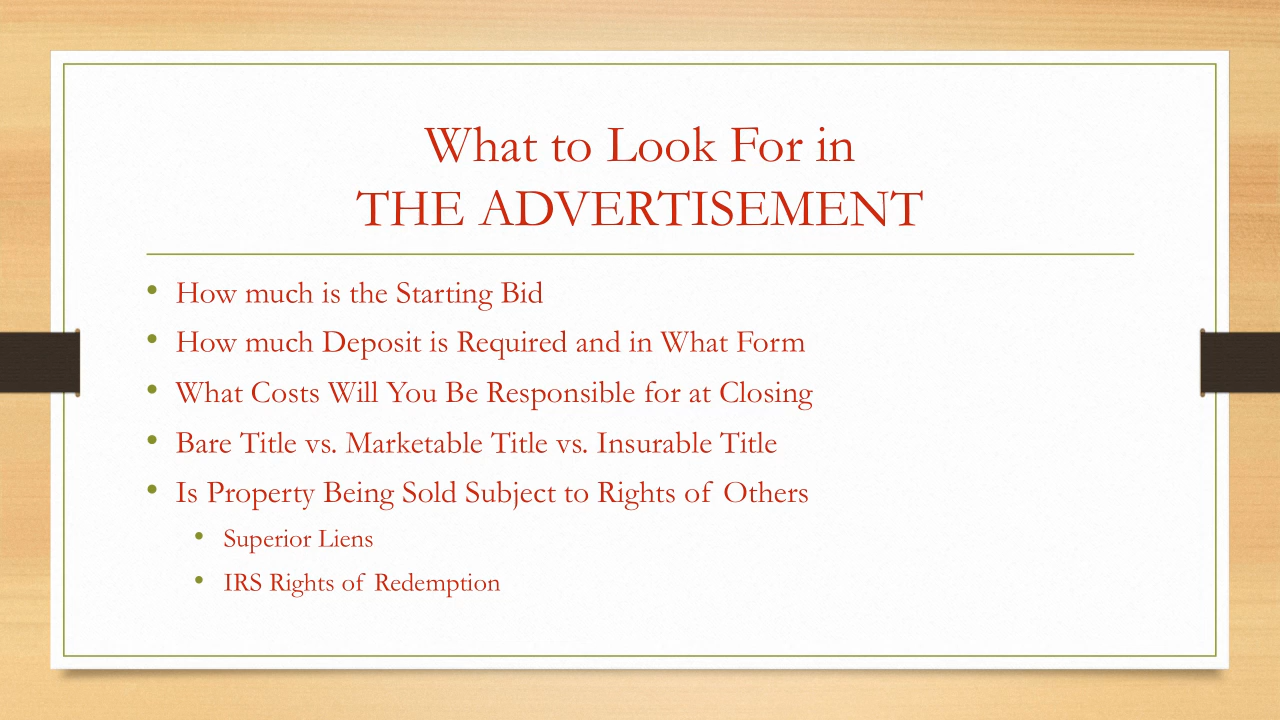 What to Look For in
THE ADVERTISEMENT
• How much is the Starting Bid
• How much Deposit is Required and in What Form
• What Costs Will You Be Responsible for at Closing
• Bare Title vs. Marketable Title vs. Insurable Title
• Is Property Being Sold Subject to Rights of Others
• Superior Liens
• IRS Rights of Redemption